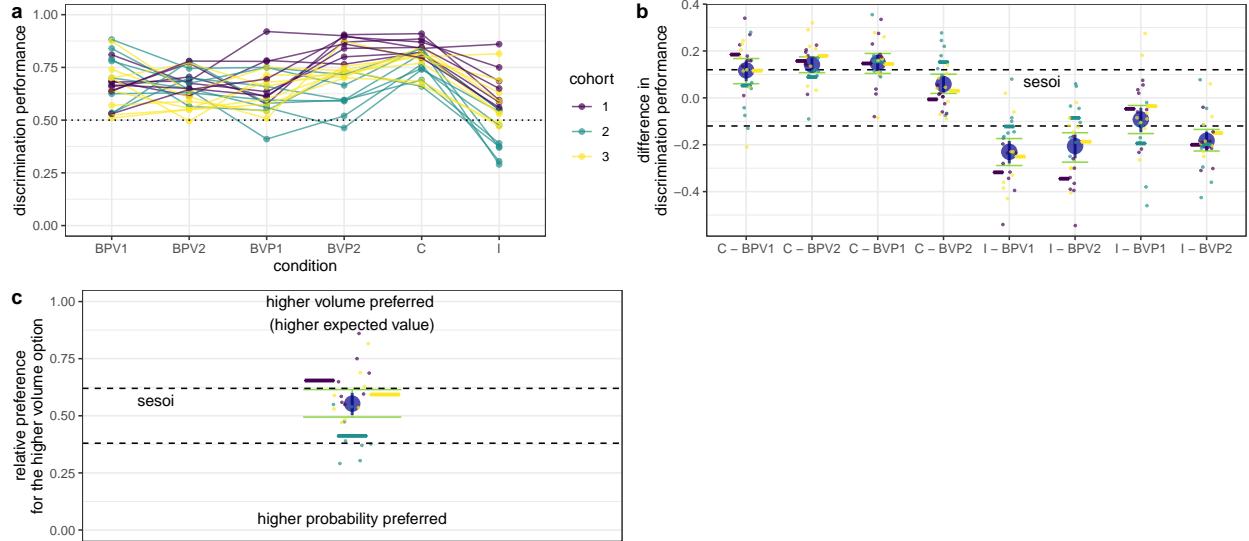 a
1.00
0.75
0.50
0.25
0.00
discrimination performance
BPV1 BPV2 BVP1 BVP2 C I
condition
cohort
1
2
3
b
0.4
0.2
0.0
−0.2
−0.4
difference in
discrimination performance
sesoi
C − BPV1 C − BPV2 C − BVP1 C − BVP2 I − BPV1 I − BPV2 I − BVP1 I − BVP2
c
1.00
0.75
0.50
0.25
0.00
relative preference
for the higher volume option
higher volume preferred
(higher expected value)
sesoi
higher probability preferred